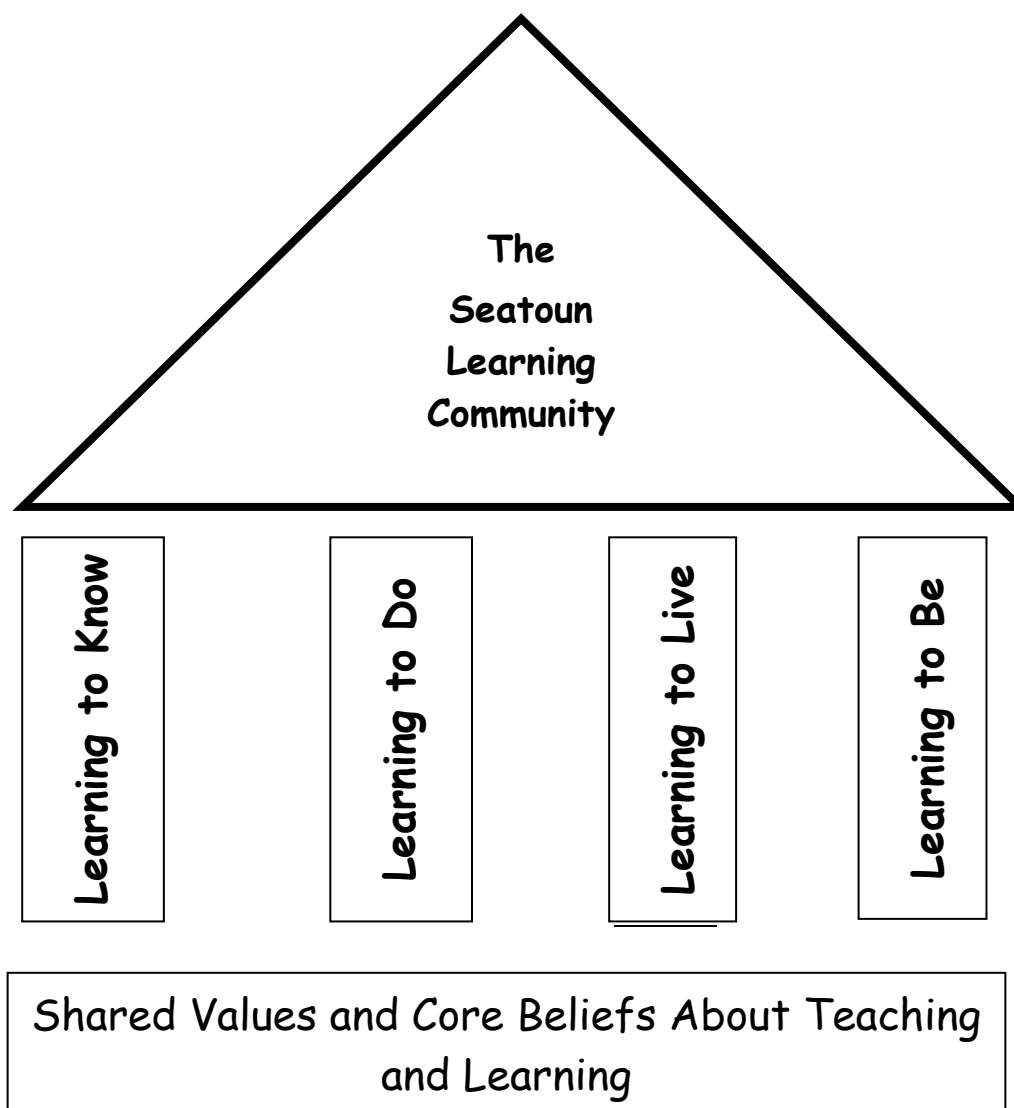 The
Seatoun
Learning
Community
Learning to Know
Learning to Do
Learning to Live
Learning to Be
Shared Values and Core Beliefs About Teaching
and Learning